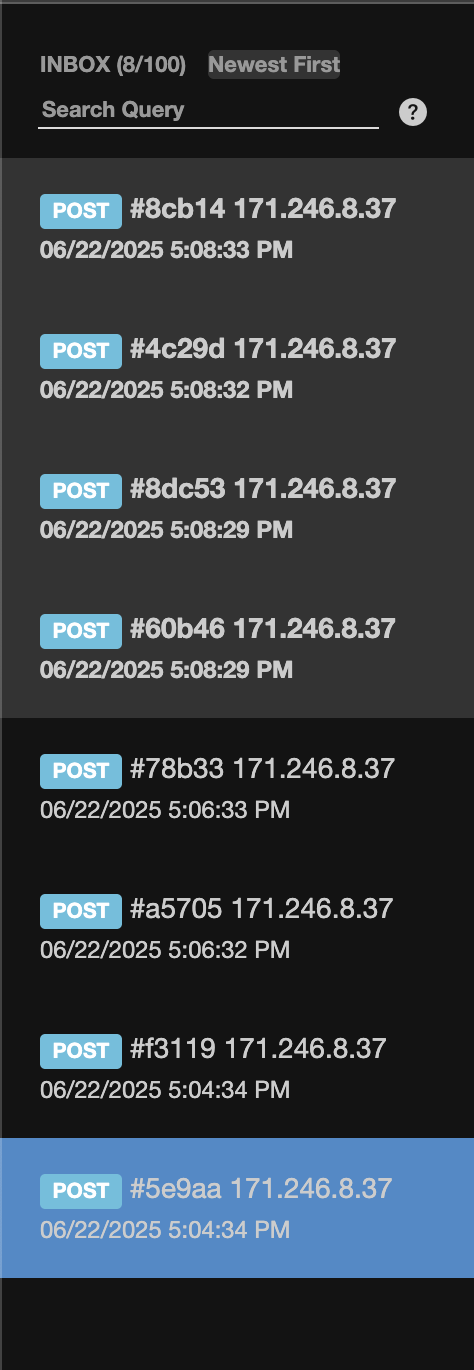 INBOX (8/100) Newest First
Search Query ?
POST #8cb14 171.246.8.37
06/22/2025 5:08:33 PM
POST #4c29d 171.246.8.37
06/22/2025 5:08:32 PM
POST #8dc53 171.246.8.37
06/22/2025 5:08:29 PM
POST #60b46 171.246.8.37
06/22/2025 5:08:29 PM
POST #78b33 171.246.8.37
06/22/2025 5:06:33 PM
POST #a5705 171.246.8.37
06/22/2025 5:06:32 PM
POST #f3119 171.246.8.37
06/22/2025 5:04:34 PM
POST #5e9aa 171.246.8.37
06/22/2025 5:04:34 PM